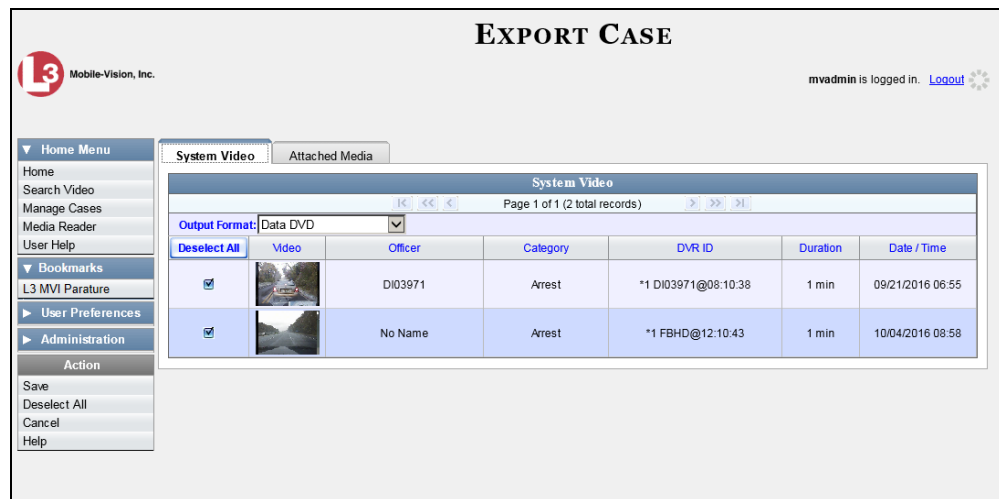 EXPORT CASE
L3 Mobile-Vision, Inc.
mvadmin is logged in. Logout
▼ Home Menu
Home
Search Video
Manage Cases
Media Reader
User Help
▼ Bookmarks
L3 MVI Parature
► User Preferences
► Administration
Action
Save
Deselect All
Cancel
Help
System Video Attached Media
System Video
Page 1 of 1 (2 total records)
Output Format: Data DVD
Deselect All Video Officer Category DVR ID Duration Date / Time
DI03971 Arrest *1 DI03971@08:10:38 1 min 09/21/2016 06:55
No Name Arrest *1 FBHD@12:10:43 1 min 10/04/2016 08:58